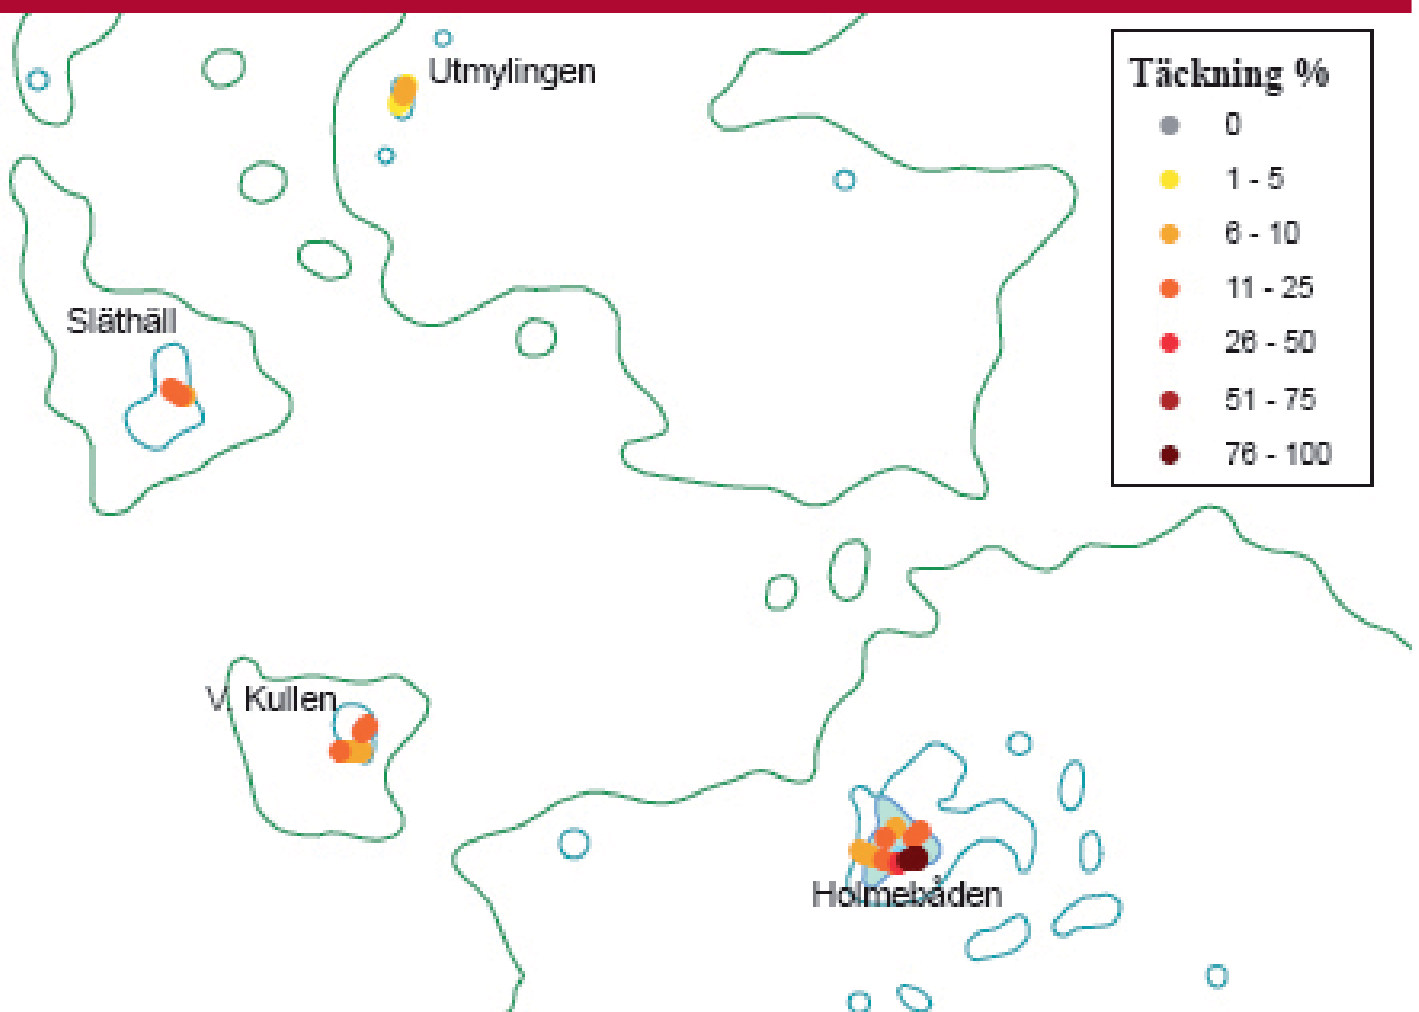 Utmylingen
Täckning %
0
1 - 5
6 - 10
11 - 25
26 - 50
51 - 75
76 - 100
Släthäll
V. Kullen
Holmebåden